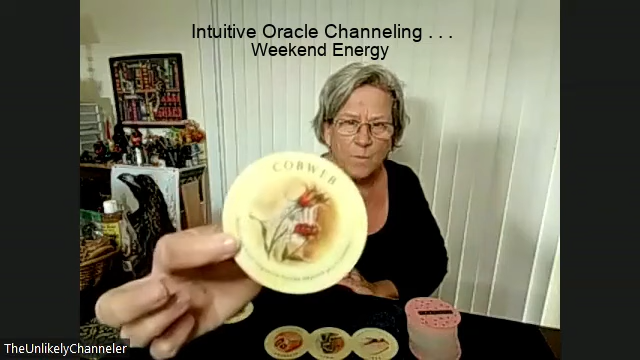 Intuitive Oracle Channeling . . .
Weekend Energy
COBWEB
TheUnlikelyChanneler